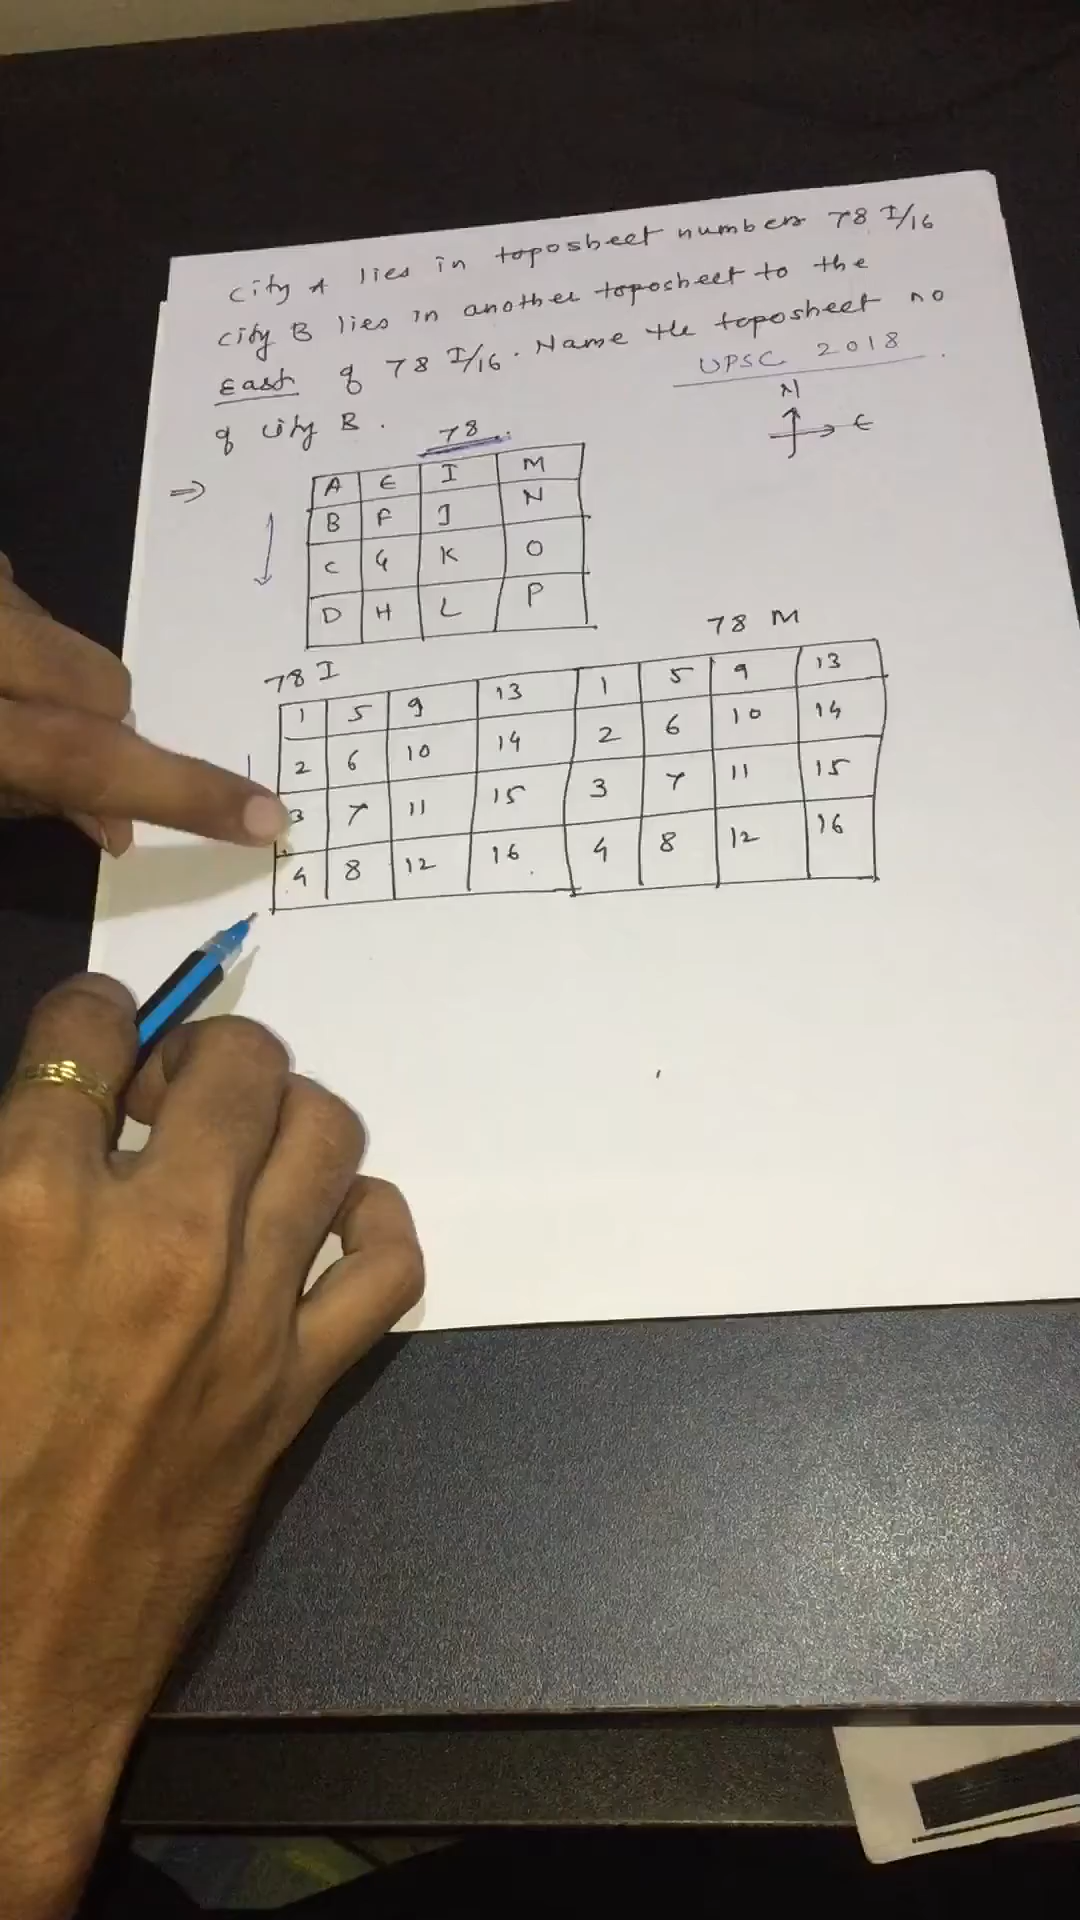 city A lies in toposheet number 78 I/16
city B lies in another toposheet to the
East of 78 I/16. Name the toposheet no
of city B.
UPSC 2018
N
E
78
⇒
A E I M
B F J N
C G K O
D H L P
78 I
78 M
1 5 9 13 1 5 9 13
2 6 10 14 2 6 10 14
3 7 11 15 3 7 11 15
4 8 12 16 4 8 12 16